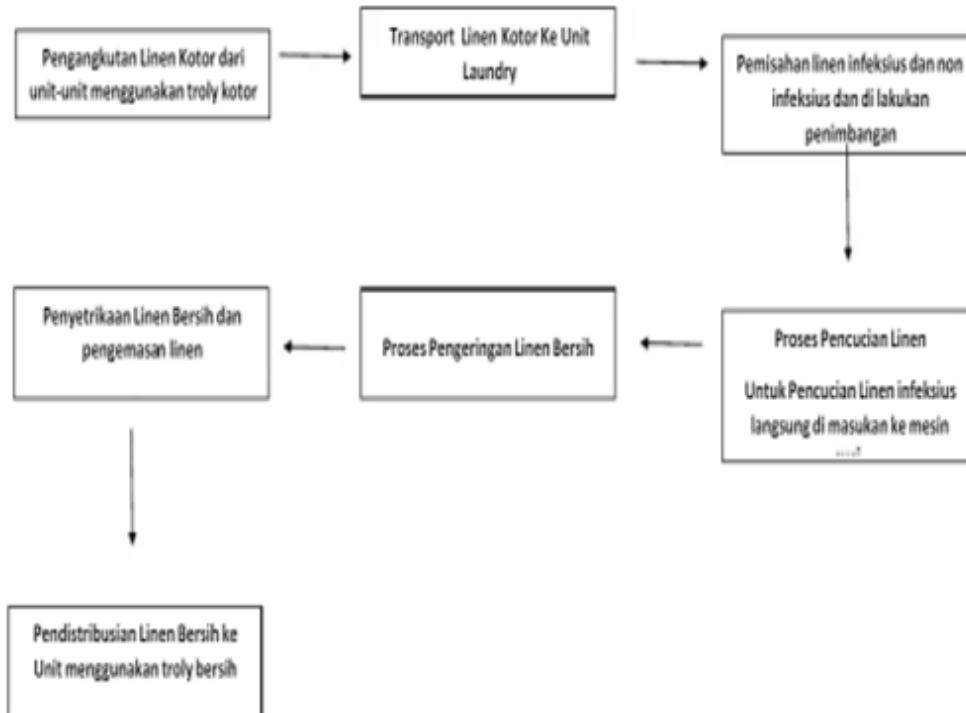 Pengangkutan Linen Kotor dari
unit-unit menggunakan troly kotor
Transport Linen Kotor Ke Unit
Laundry
Pemisahan linen infeksius dan non
infeksius dan di lakukan
penimbangan
Proses Pencucian Linen
Untuk Pencucian Linen infeksius
langsung di masukan ke mesin
Proses Pengeringan Linen Bersih
Penyetrikaan Linen Bersih dan
pengemasan linen
Pendistribusian Linen Bersih ke
Unit menggunakan troly bersih